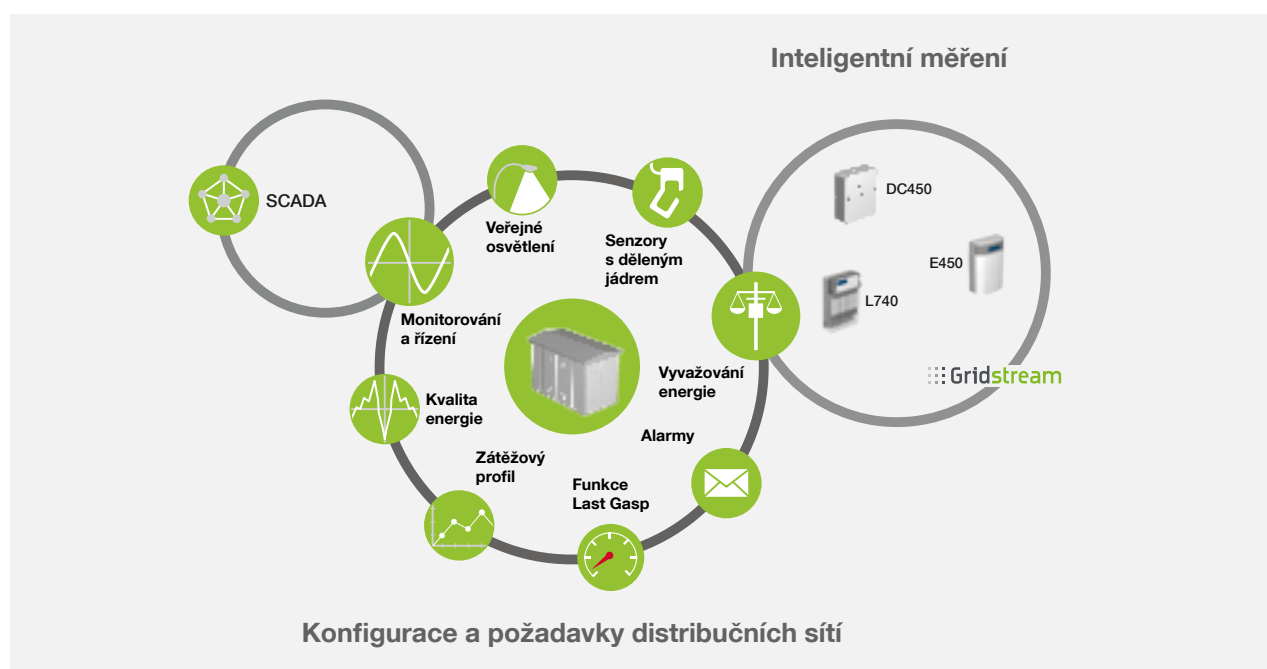 Inteligentní měření
SCADA
Veřejné
osvětlení
Senzory
s děleným
jádrem
DC450
E450
L740
Monitorování
a řízení
Vyvažování
energie
Gridstream
Kvalita
energie
Alarmy
Zátěžový
profil
Funkce
Last Gasp
Konfigurace a požadavky distribučních sítí